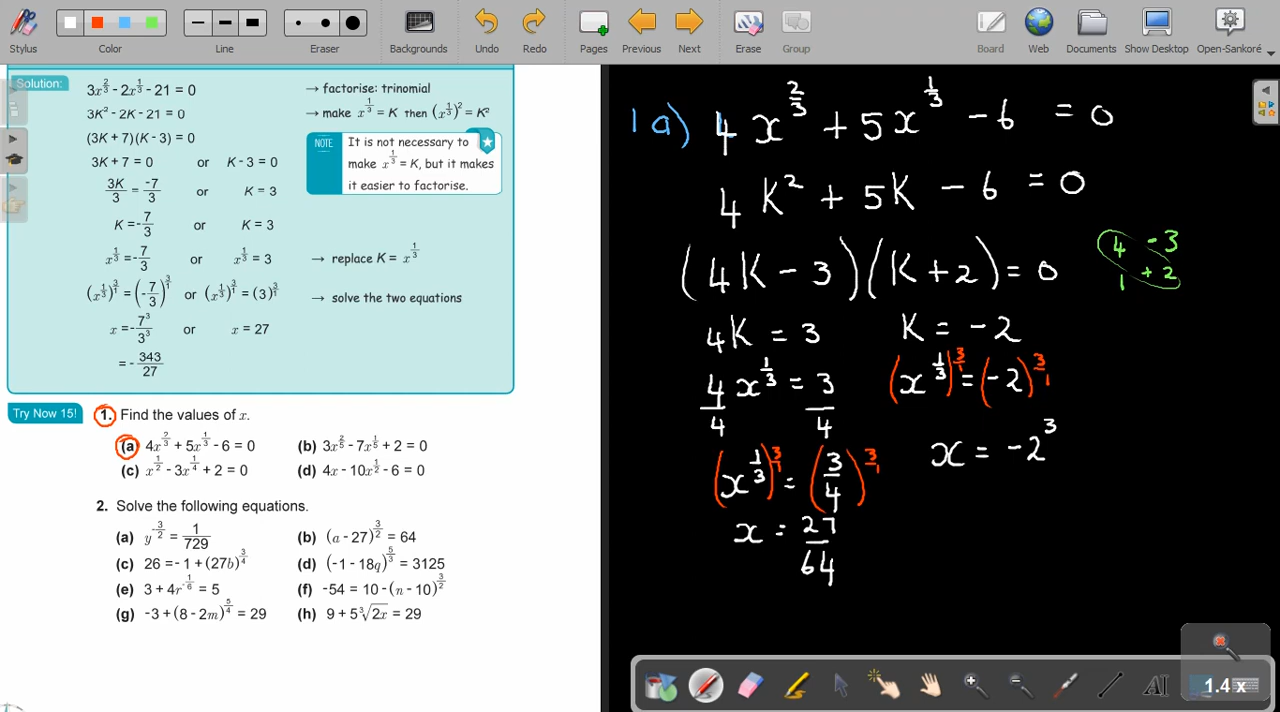 Stylus Color Line Eraser Backgrounds Undo Redo Pages Previous Next Erase Group Board Web Documents Show Desktop Open-Sankoré
Solution:
3x^(2/3) - 2x^(1/3) - 21 = 0 → factorise: trinomial
3K² - 2K - 21 = 0 → make x^(1/3) = K then (x^(1/3))² = K²
(3K + 7)(K - 3) = 0
3K + 7 = 0 or K - 3 = 0
3K/3 = -7/3 or K = 3
K = -7/3 or K = 3
x^(1/3) = -7/3 or x^(1/3) = 3 → replace K = x^(1/3)
(x^(1/3))^(3/1) = (-7/3)^(3/1) or (x^(1/3))^(3/1) = (3)^(3/1) → solve the two equations
x = -7³/3³ or x = 27
= -343/27
NOTE
It is not necessary to
make x^(1/3) = K, but it makes
it easier to factorise.
Try Now 15!
1. Find the values of x.
(a) 4x^(2/3) + 5x^(1/3) - 6 = 0 (b) 3x^(2/5) - 7x^(1/5) + 2 = 0
(c) x^(1/2) - 3x^(1/4) + 2 = 0 (d) 4x - 10x^(1/2) - 6 = 0
2. Solve the following equations.
(a) y^(-3/2) = 1/729 (b) (a - 27)^(3/2) = 64
(c) 26 = -1 + (27b)^(3/4) (d) (-1 - 18q)^(5/3) = 3125
(e) 3 + 4r^(-1/6) = 5 (f) -54 = 10 - (n - 10)^(3/2)
(g) -3 + (8 - 2m)^(5/4) = 29 (h) 9 + 5∛2x = 29
1 a) 4x^(2/3) + 5x^(1/3) - 6 = 0
4K² + 5K - 6 = 0
(4K - 3)(K + 2) = 0
4 -3
1 +2
4K = 3 K = -2
4x^(1/3)/4 = 3/4 (x^(1/3))^(3/1) = (-2)^(3/1)
(x^(1/3))^(3/1) = (3/4)^(3/1) x = -2³
x = 27/64
1.4 x